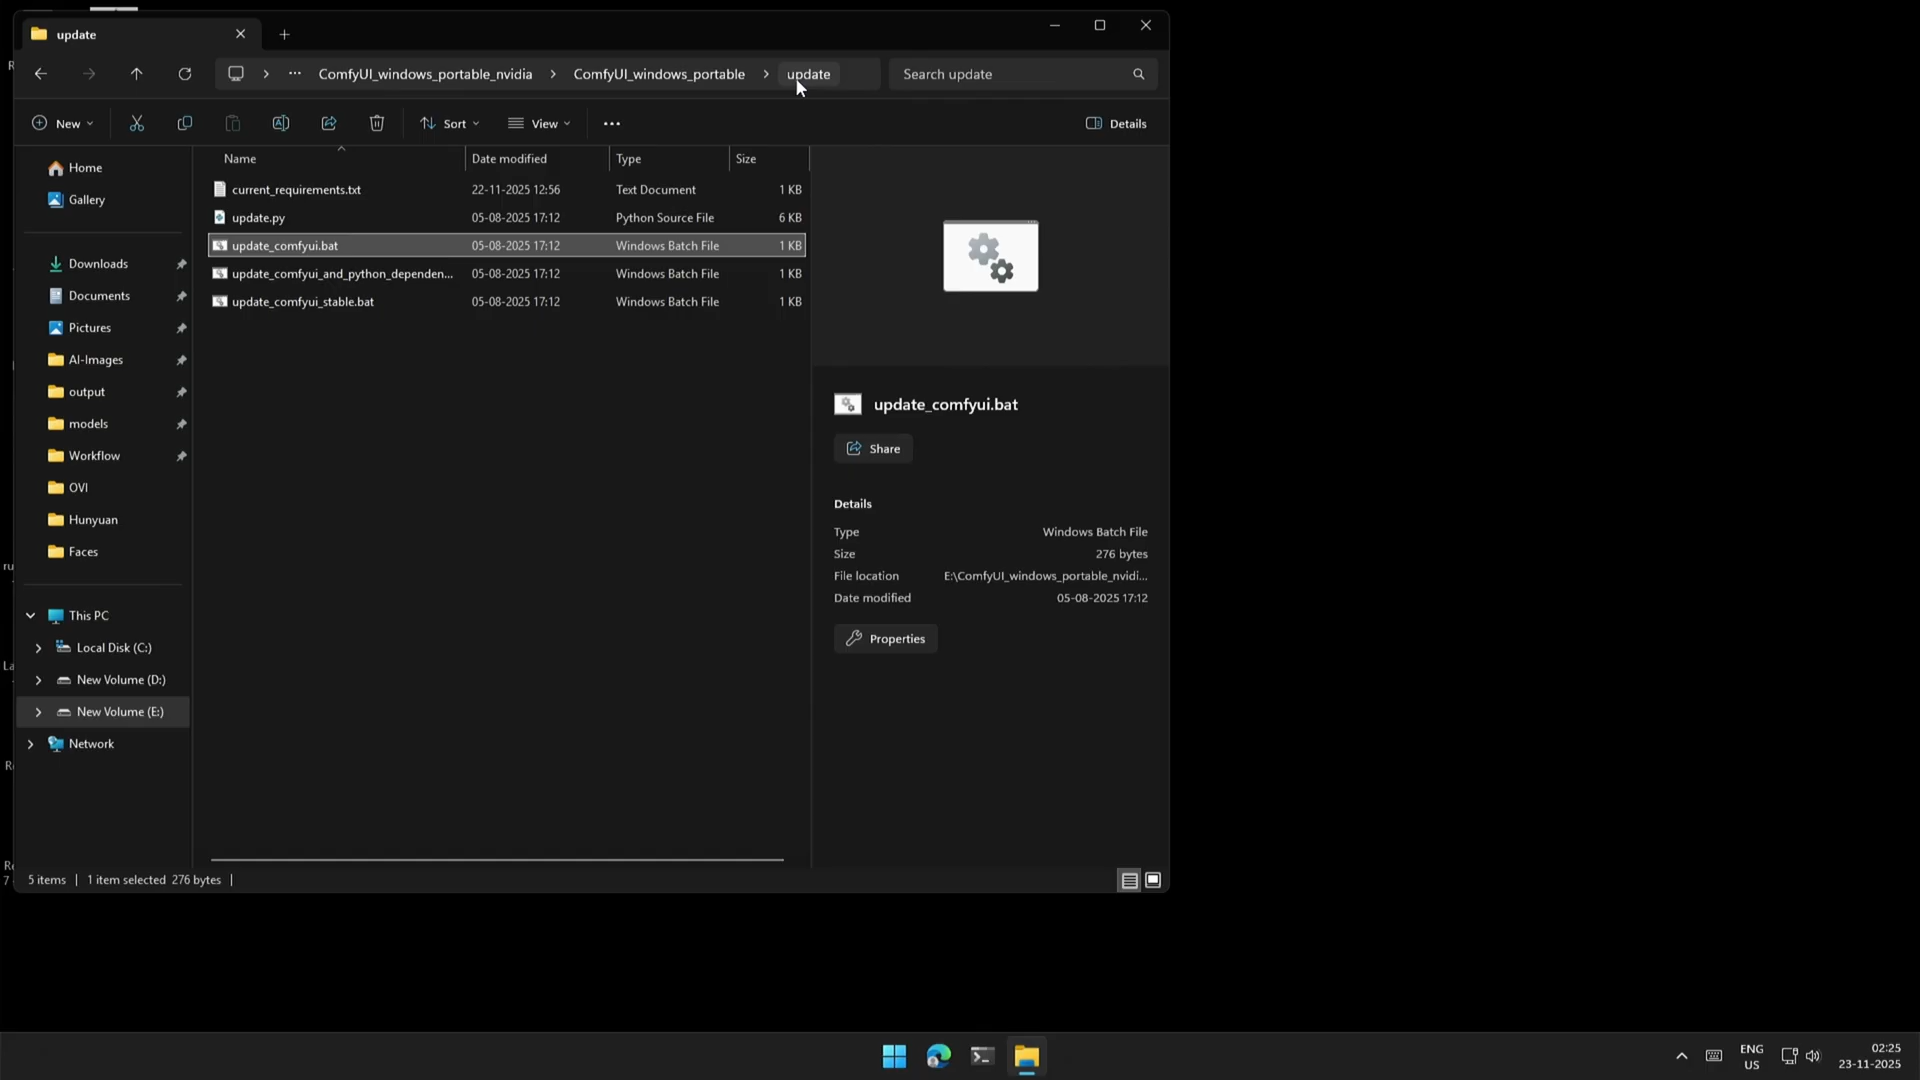 update
ComfyUI_windows_portable_nvidia
ComfyUI_windows_portable
update
Search update
New
Sort
View
Details
Name
Date modified
Type
Size
current_requirements.txt 22-11-2025 12:56 Text Document 1 KB
update.py 05-08-2025 17:12 Python Source File 6 KB
update_comfyui.bat 05-08-2025 17:12 Windows Batch File 1 KB
update_comfyui_and_python_dependen... 05-08-2025 17:12 Windows Batch File 1 KB
update_comfyui_stable.bat 05-08-2025 17:12 Windows Batch File 1 KB
Home
Gallery
Downloads
Documents
Pictures
AI-Images
output
models
Workflow
OVI
Hunyuan
Faces
This PC
Local Disk (C:)
New Volume (D:)
New Volume (E:)
Network
update_comfyui.bat
Share
Details
Type Windows Batch File
Size 276 bytes
File location E:\ComfyUI_windows_portable_nvidi...
Date modified 05-08-2025 17:12
Properties
5 items
1 item selected 276 bytes
ENG
US
02:25
23-11-2025